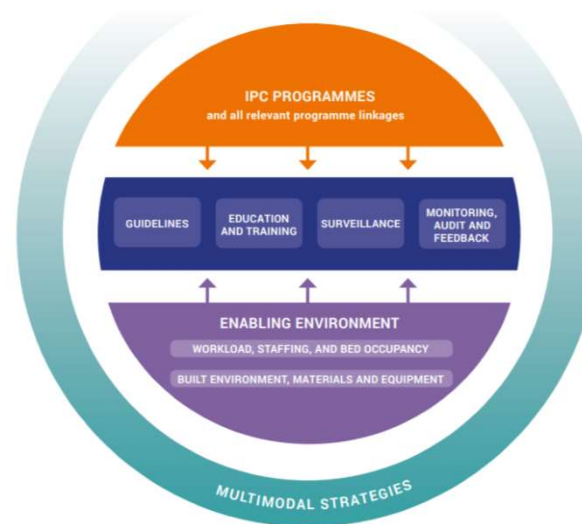 IPC PROGRAMMES
and all relevant programme linkages
GUIDELINES
EDUCATION
AND TRAINING
SURVEILLANCE
MONITORING,
AUDIT AND
FEEDBACK
ENABLING ENVIRONMENT
WORKLOAD, STAFFING, AND BED OCCUPANCY
BUILT ENVIRONMENT, MATERIALS AND EQUIPMENT
MULTIMODAL STRATEGIES